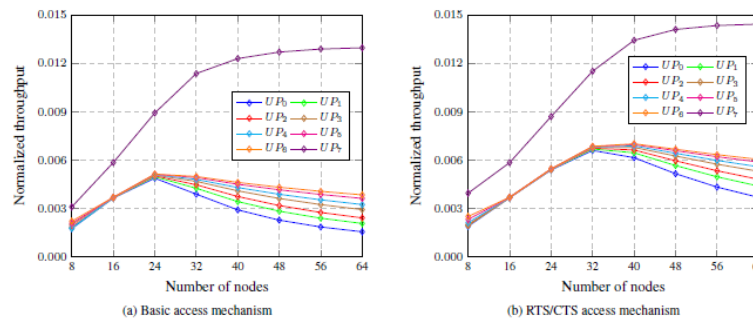 0.015
0.012
0.009
0.006
0.003
0.000
Normalized throughput
UP0 UP1
UP2 UP3
UP4 UP5
UP6 UP7
8 16 24 32 40 48 56 64
Number of nodes
(a) Basic access mechanism
0.015
0.012
0.009
0.006
0.003
0.000
Normalized throughput
UP0 UP1
UP2 UP3
UP4 UP5
UP6 UP7
8 16 24 32 40 48 56
Number of nodes
(b) RTS/CTS access mechanism